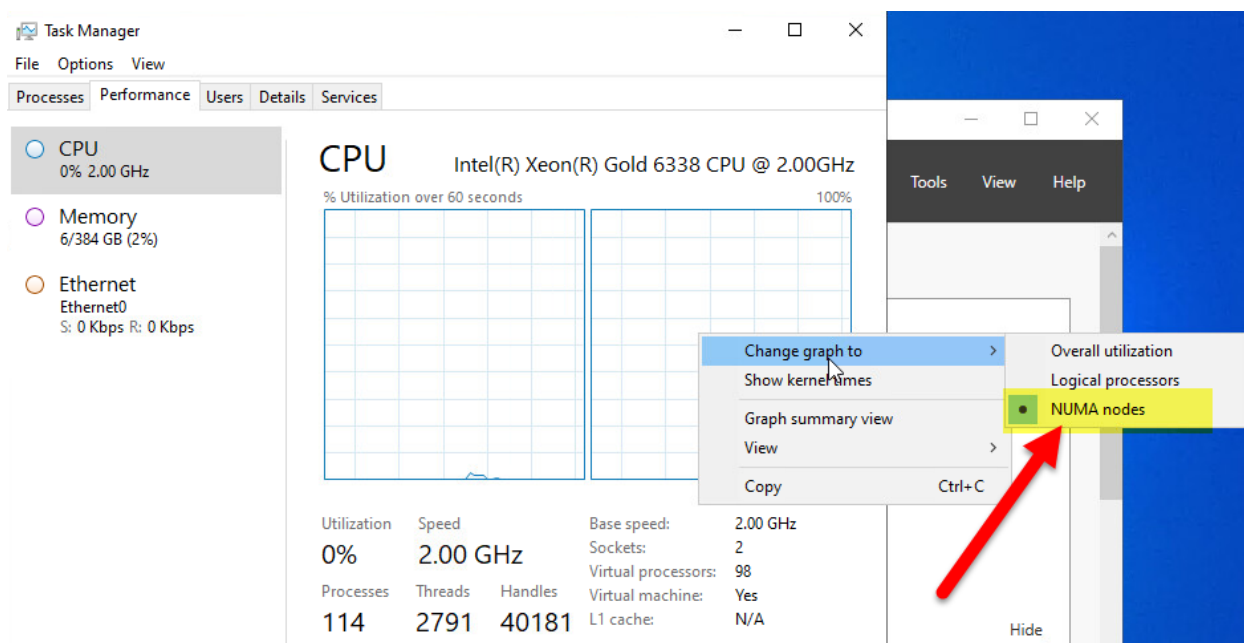 Task Manager
File Options View
Processes Performance Users Details Services
CPU
0% 2.00 GHz
Memory
6/384 GB (2%)
Ethernet
Ethernet0
S: 0 Kbps R: 0 Kbps
CPU Intel(R) Xeon(R) Gold 6338 CPU @ 2.00GHz
% Utilization over 60 seconds 100%
Utilization Speed
0% 2.00 GHz
Processes Threads Handles
114 2791 40181
Base speed: 2.00 GHz
Sockets: 2
Virtual processors: 98
Virtual machine: Yes
L1 cache: N/A
Change graph to
Show kernel times
Graph summary view
View
Copy Ctrl+C
Overall utilization
Logical processors
NUMA nodes
Tools View Help
Hide